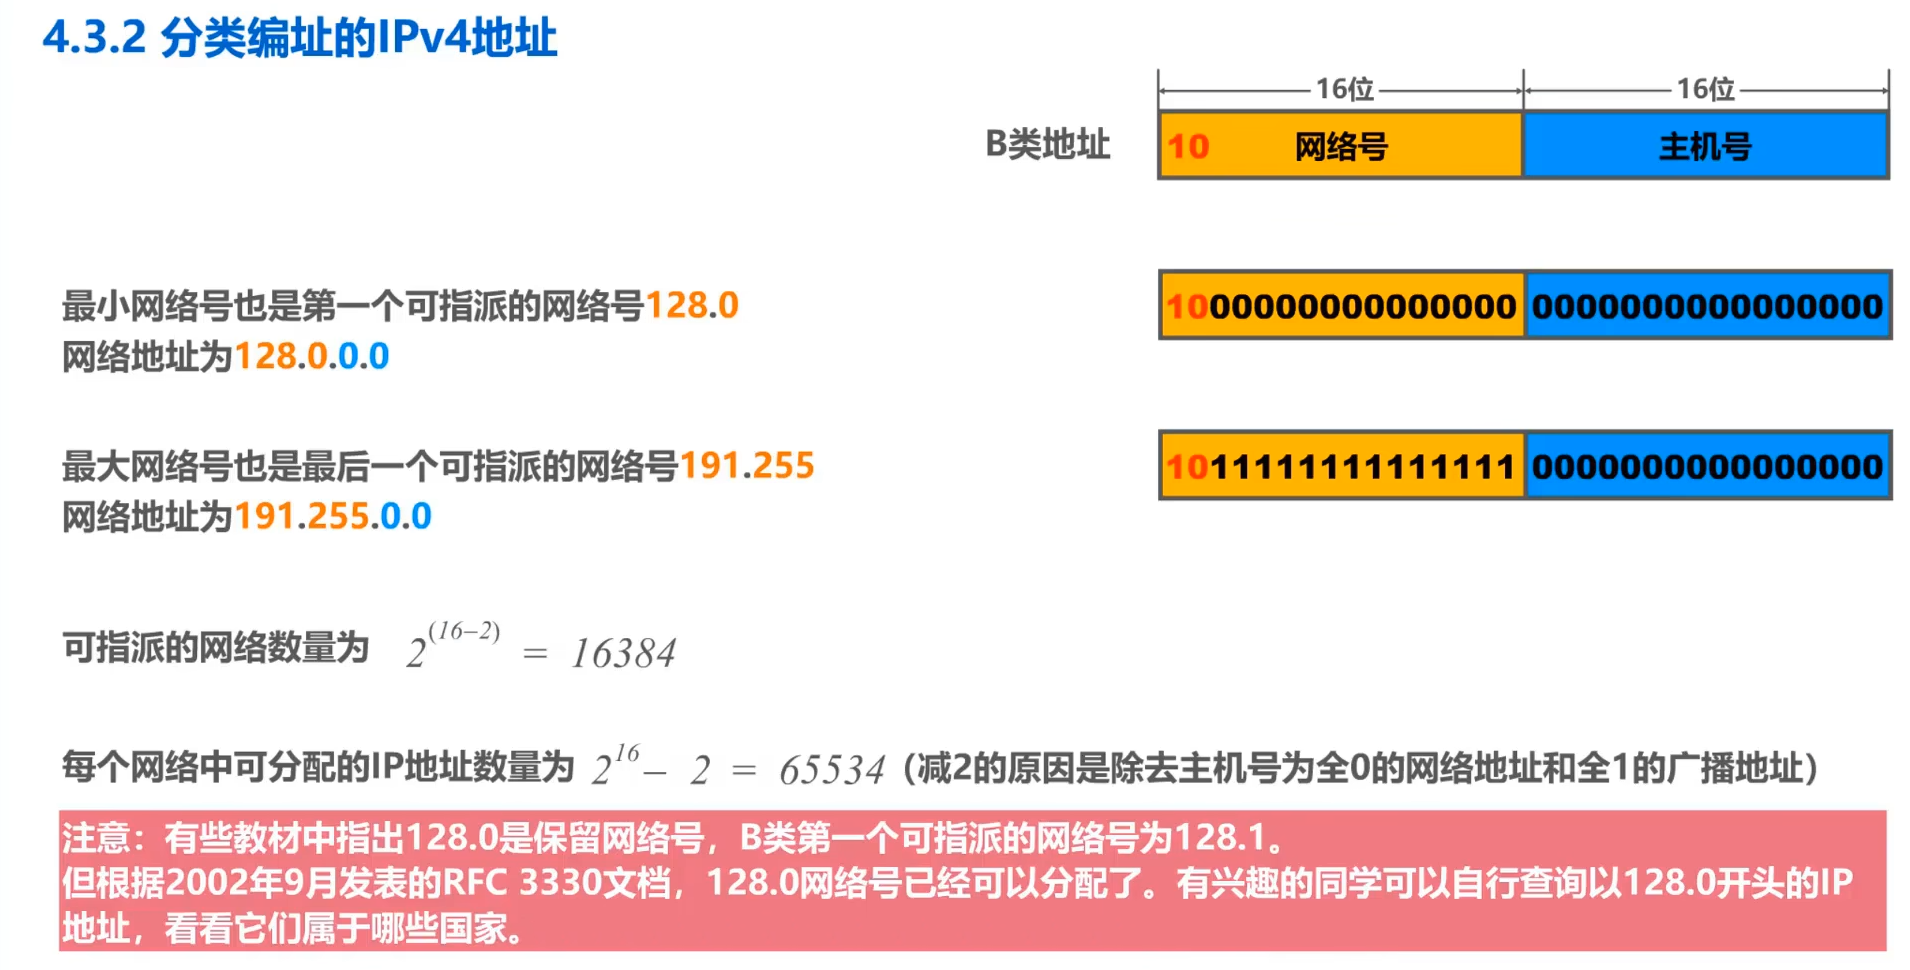 4.3.2 分类编址的IPv4地址
16位 16位
B类地址 10 网络号 主机号
最小网络号也是第一个可指派的网络号128.0
网络地址为128.0.0.0
1000000000000000 0000000000000000
最大网络号也是最后一个可指派的网络号191.255
网络地址为191.255.0.0
1011111111111111 0000000000000000
可指派的网络数量为 2^(16-2) = 16384
每个网络中可分配的IP地址数量为 2^16 - 2 = 65534（减2的原因是除去主机号为全0的网络地址和全1的广播地址）
注意：有些教材中指出128.0是保留网络号，B类第一个可指派的网络号为128.1。
但根据2002年9月发表的RFC 3330文档，128.0网络号已经可以分配了。有兴趣的同学可以自行查询以128.0开头的IP
地址，看看它们属于哪些国家。